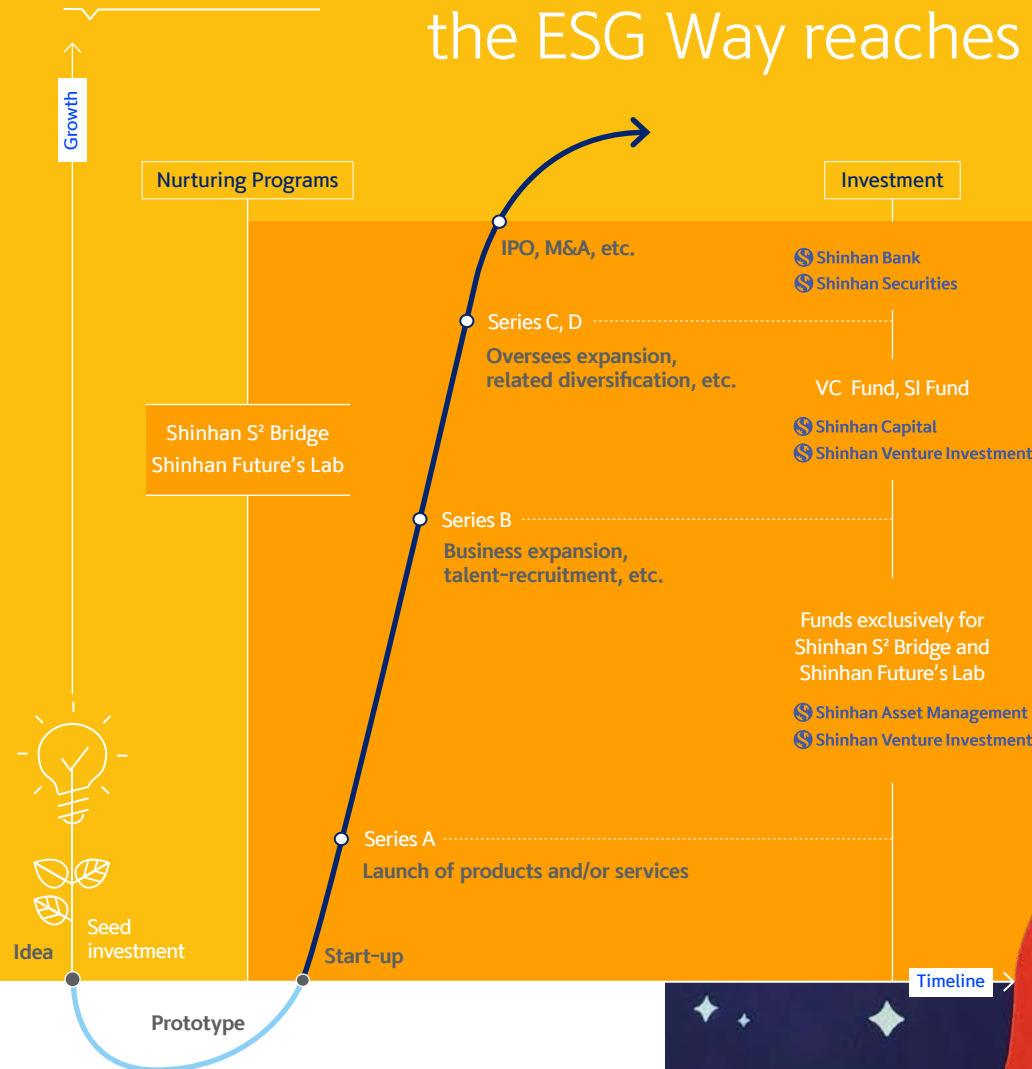 the ESG Way reaches
Growth
Nurturing Programs
Investment
IPO, M&A, etc.
Shinhan Bank
Shinhan Securities
Series C, D
Oversees expansion,
related diversification, etc.
VC Fund, SI Fund
Shinhan Capital
Shinhan Venture Investment
Shinhan S² Bridge
Shinhan Future's Lab
Series B
Business expansion,
talent-recruitment, etc.
Funds exclusively for
Shinhan S² Bridge and
Shinhan Future's Lab
Shinhan Asset Management
Shinhan Venture Investment
Series A
Launch of products and/or services
Seed
investment
Idea
Start-up
Timeline
Prototype